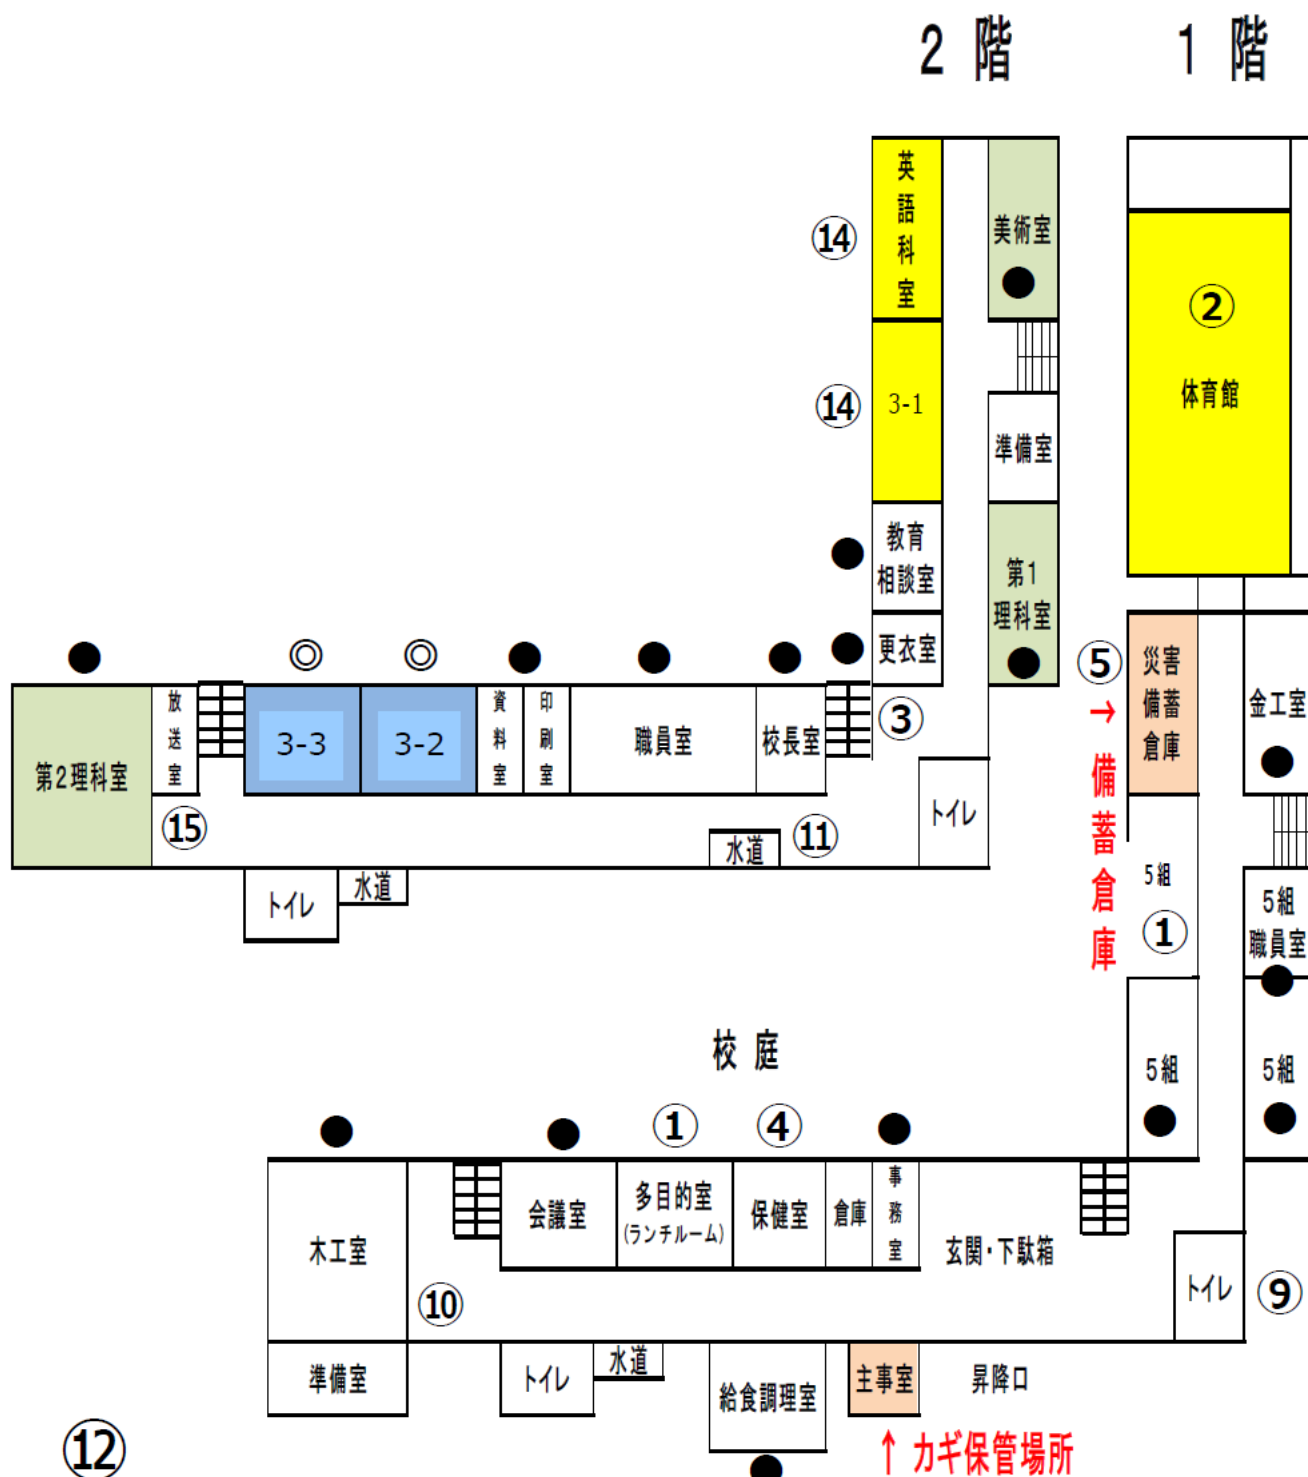 2 階
1 階
英語科室
美術室
●
⑭
②
体育館
⑭
3-1
準備室
教育
相談室
●
第1
理科室
●
更衣室
●
⑤
→
備蓄倉庫
災害
備蓄
倉庫
金工室
●
●
◎
◎
●
●
●
③
第2理科室
放送室
3-3
3-2
資料室
印刷室
職員室
校長室
トイレ
⑮
水道
⑪
トイレ
水道
5組
①
5組
職員室
●
校 庭
5組
●
5組
●
●
●
①
④
●
木工室
会議室
多目的室
(ランチルーム)
保健室
倉庫
事務室
玄関・下駄箱
トイレ
⑨
⑩
準備室
トイレ
水道
給食調理室
主事室
昇降口
⑫
●
↑ カギ保管場所